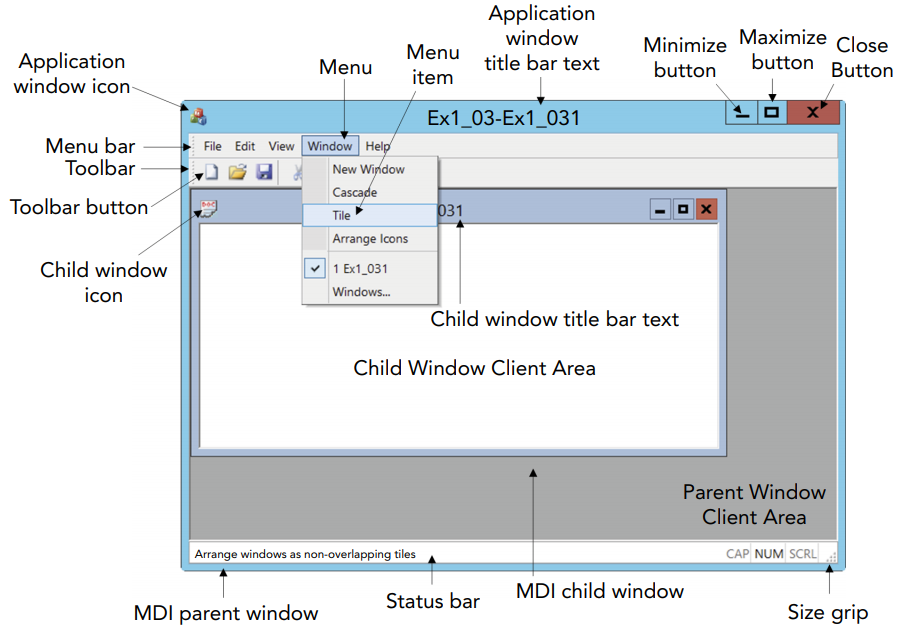 Application
window icon
Menu
Menu
item
Application
window
title bar text
Minimize
button
Maximize
button
Close
Button
Ex1_03-Ex1_031
Menu bar
File Edit View Window Help
Toolbar
Toolbar button
New Window
Cascade
Tile
Arrange Icons
1 Ex1_031
Windows...
DOC
031
Child window
icon
Child window title bar text
Child Window Client Area
Parent Window
Client Area
Arrange windows as non-overlapping tiles
CAP NUM SCRL
MDI parent window
Status bar
MDI child window
Size grip